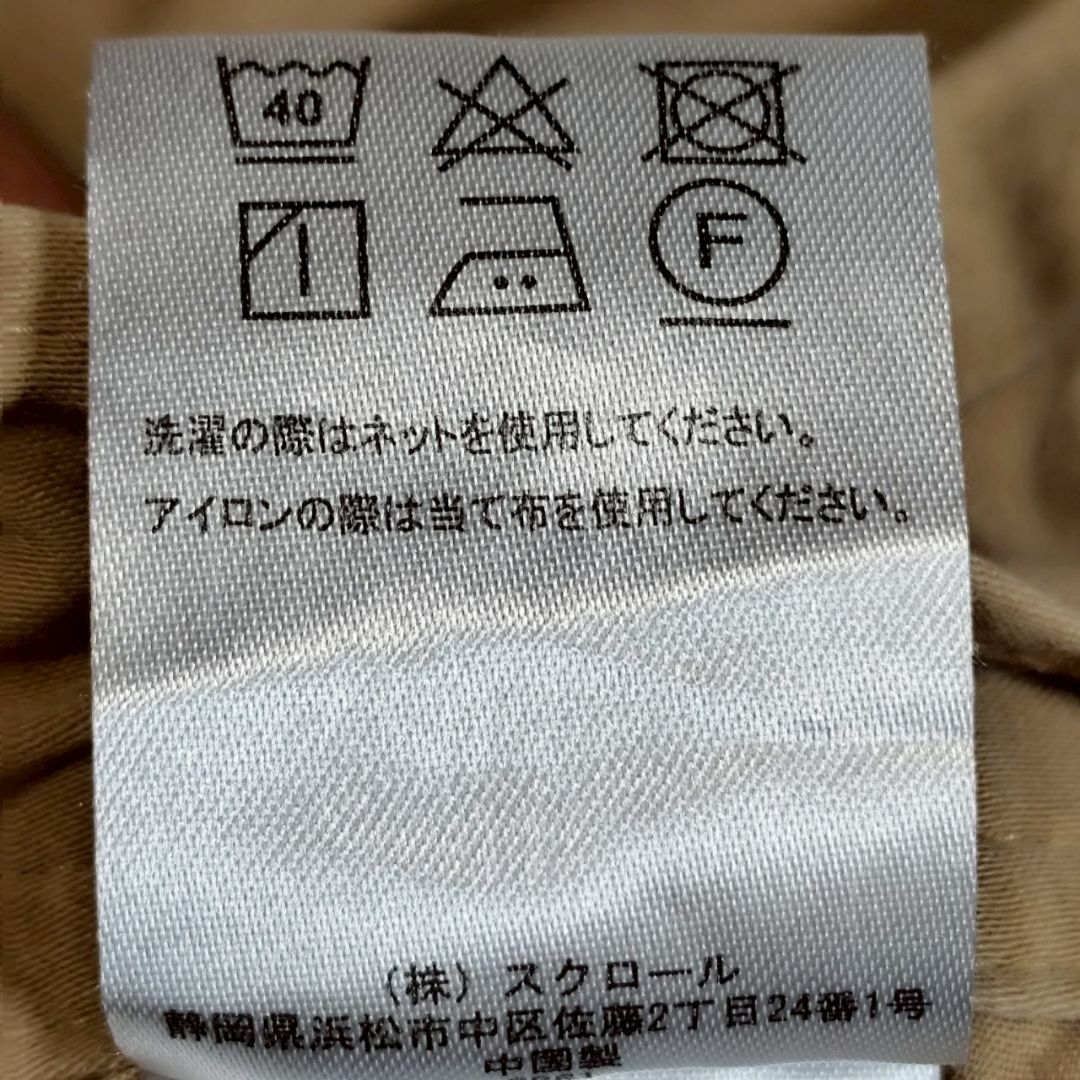 40
F
洗濯の際はネットを使用してください。
アイロンの際は当て布を使用してください。
(株) スクロール
静岡県浜松市中区佐藤2丁目24番1号
中国製